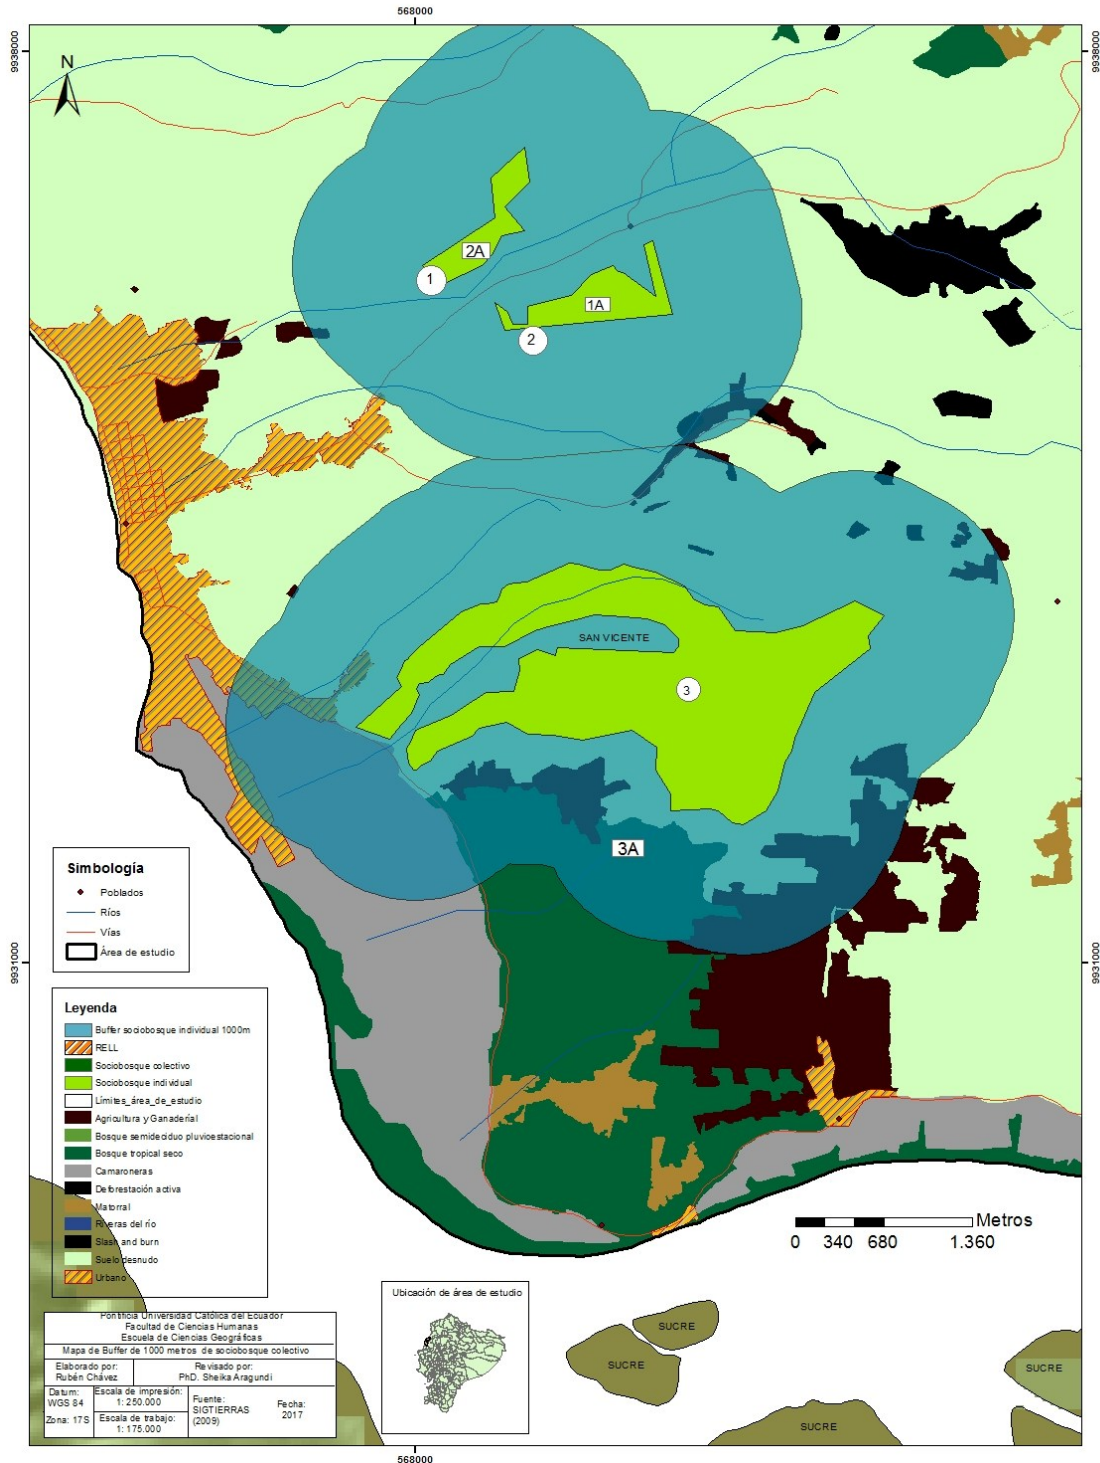 568000
9938000
9938000
N
2A
1
1A
2
SAN VICENTE
3
3A
Simbología
Poblados
Ríos
Vías
Área de estudio
9931000
9931000
Leyenda
Buffer sociobosque individual 1000m
RELL
Sociobosque colectivo
Sociobosque individual
Límites_área_de_estudio
Agricultura y Ganaderíal
Bosque semideciduo pluvioestacional
Bosque tropical seco
Camaroneras
Deforestación activa
Matorral
Riveras del río
Slash and burn
Suelo desnudo
Urbano
Metros
0 340 680 1.360
Pontificia Universidad Católica del Ecuador
Facultad de Ciencias Humanas
Escuela de Ciencias Geográficas
Mapa de Buffer de 1000 metros de sociobosque colectivo
Elaborado por:
Rubén Chávez
Revisado por:
PhD. Sheika Aragundi
Datum:
WGS 84
Zona: 17S
Escala de impresión:
1: 250.000
Escala de trabajo:
1: 175.000
Fuente:
SIGTIERRAS
(2009)
Fecha:
2017
Ubicación de área de estudio
SUCRE
SUCRE
SUCRE
SUCRE
568000